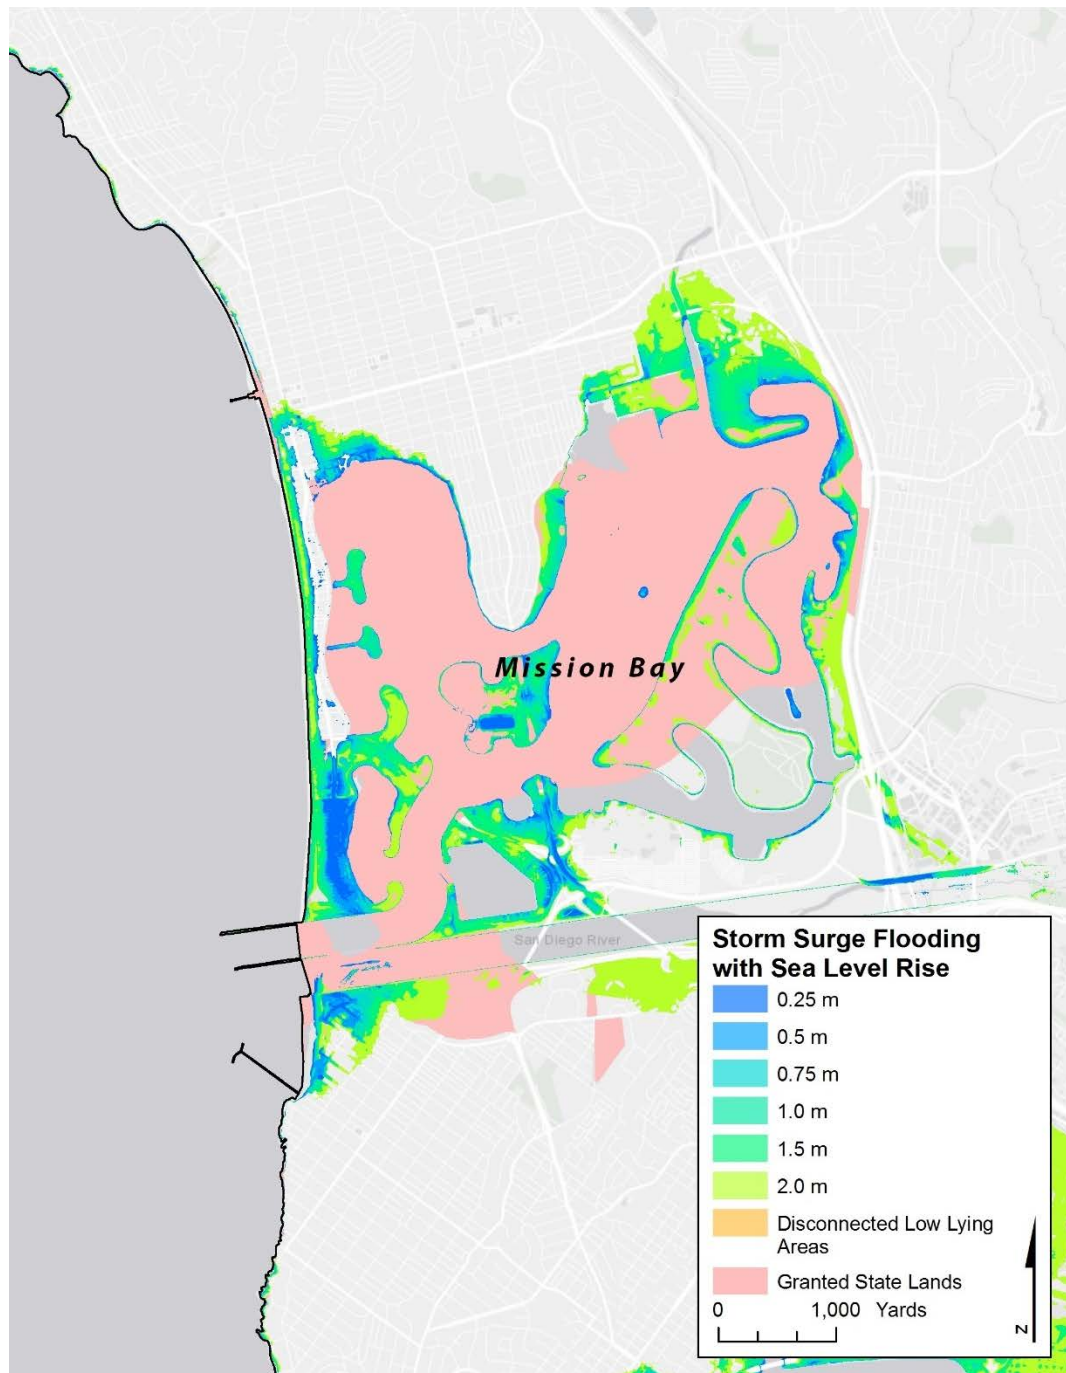 Mission Bay
San Diego River
Storm Surge Flooding
with Sea Level Rise
0.25 m
0.5 m
0.75 m
1.0 m
1.5 m
2.0 m
Disconnected Low Lying
Areas
Granted State Lands
0 1,000 Yards
N